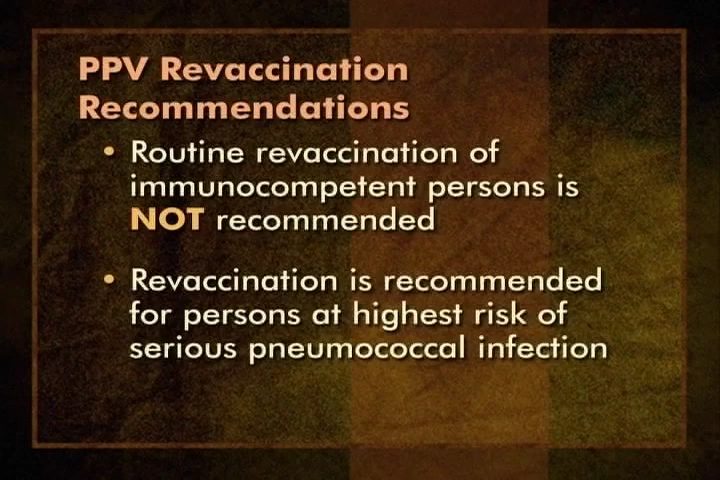 PPV Revaccination
Recommendations
• Routine revaccination of
immunocompetent persons is
NOT recommended
• Revaccination is recommended
for persons at highest risk of
serious pneumococcal infection